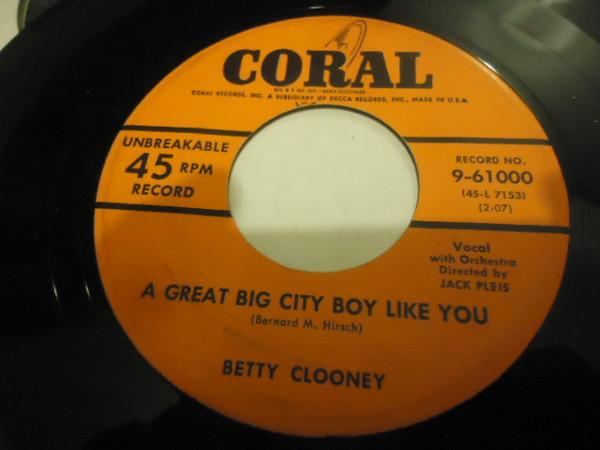 CORAL
CORAL RECORDS, INC. A SUBSIDIARY OF DECCA RECORDS, INC., MADE IN U.S.A.
UNBREAKABLE
45 RPM
RECORD
RECORD NO.
9-61000
(45-L 7153)
(2:07)
Vocal
with Orchestra
Directed by
JACK PLEIS
A GREAT BIG CITY BOY LIKE YOU
(Bernard M. Hirsch)
BETTY CLOONEY